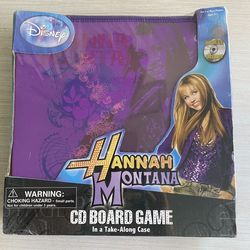 Disney
HANNAH
MONTANA
CD BOARD GAME
In a Take-Along Case
WARNING:
CHOKING HAZARD - Small parts.
Not for children under 3 years.